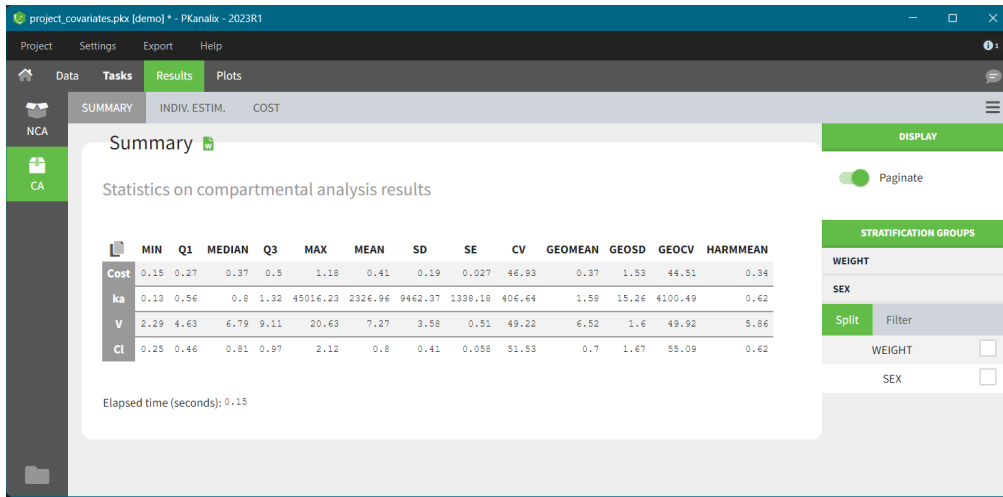 project_covariates.pkx [demo] * - PKanalix - 2023R1
Project Settings Export Help
1
Data Tasks Results Plots
SUMMARY INDIV. ESTIM. COST
NCA
CA
Summary
W
Statistics on compartmental analysis results
MIN Q1 MEDIAN Q3 MAX MEAN SD SE CV GEOMEAN GEOSD GEOCV HARMMEAN
Cost 0.15 0.27 0.37 0.5 1.18 0.41 0.19 0.027 46.93 0.37 1.53 44.51 0.34
ka 0.13 0.56 0.8 1.32 45016.23 2326.96 9462.37 1338.18 406.64 1.58 15.26 4100.49 0.62
V 2.29 4.63 6.79 9.11 20.63 7.27 3.58 0.51 49.22 6.52 1.6 49.92 5.86
Cl 0.25 0.46 0.81 0.97 2.12 0.8 0.41 0.058 51.53 0.7 1.67 55.09 0.62
Elapsed time (seconds): 0.15
DISPLAY
Paginate
STRATIFICATION GROUPS
WEIGHT
SEX
Split Filter
WEIGHT
SEX